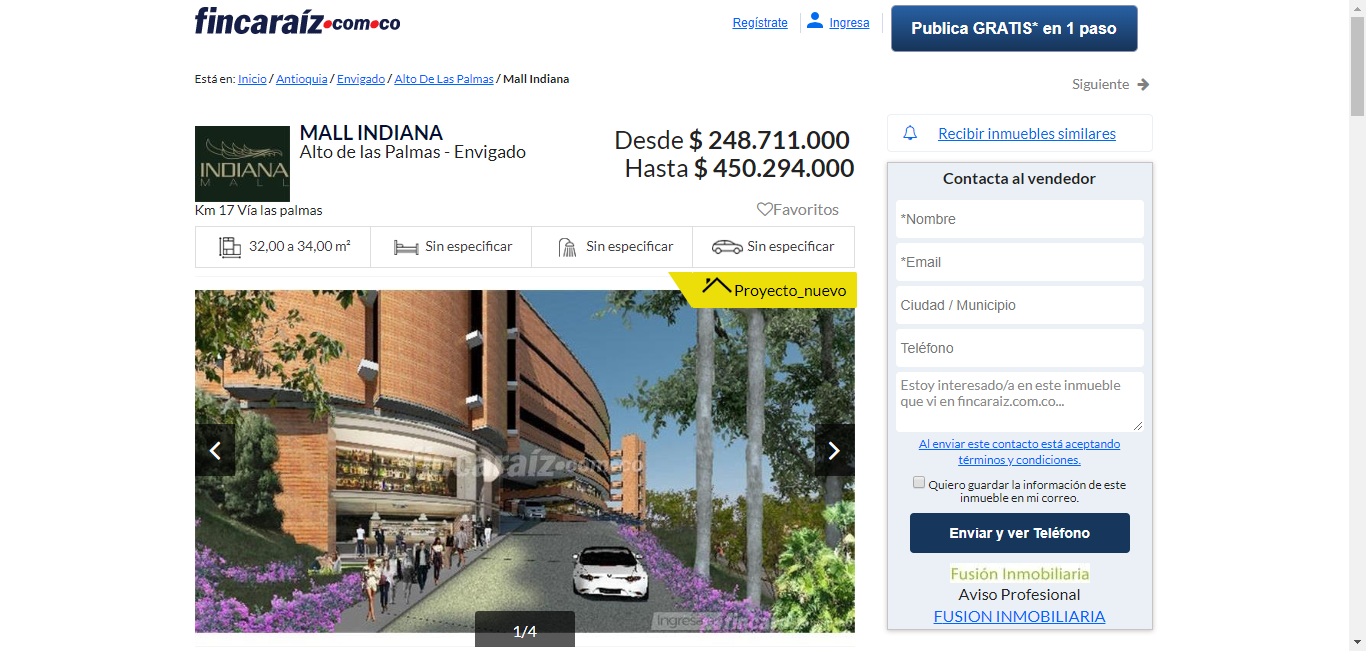 fincaraíz.com.co
Regístrate
Ingresa
Publica GRATIS* en 1 paso
Está en: Inicio / Antioquia / Envigado / Alto De Las Palmas / Mall Indiana
Siguiente
INDIANA
MALL
MALL INDIANA
Alto de las Palmas - Envigado
Desde $ 248.711.000
Hasta $ 450.294.000
Km 17 Vía las palmas
Favoritos
32,00 a 34,00 m²
Sin especificar
Sin especificar
Sin especificar
Proyecto_nuevo
fincaraíz.com.co
Ingresa
fincaraíz
1/4
Recibir inmuebles similares
Contacta al vendedor
*Nombre
*Email
Ciudad / Municipio
Teléfono
Estoy interesado/a en este inmueble
que vi en fincaraiz.com.co...
Al enviar este contacto está aceptando
términos y condiciones.
Quiero guardar la información de este
inmueble en mi correo.
Enviar y ver Teléfono
Fusión Inmobiliaria
Aviso Profesional
FUSION INMOBILIARIA